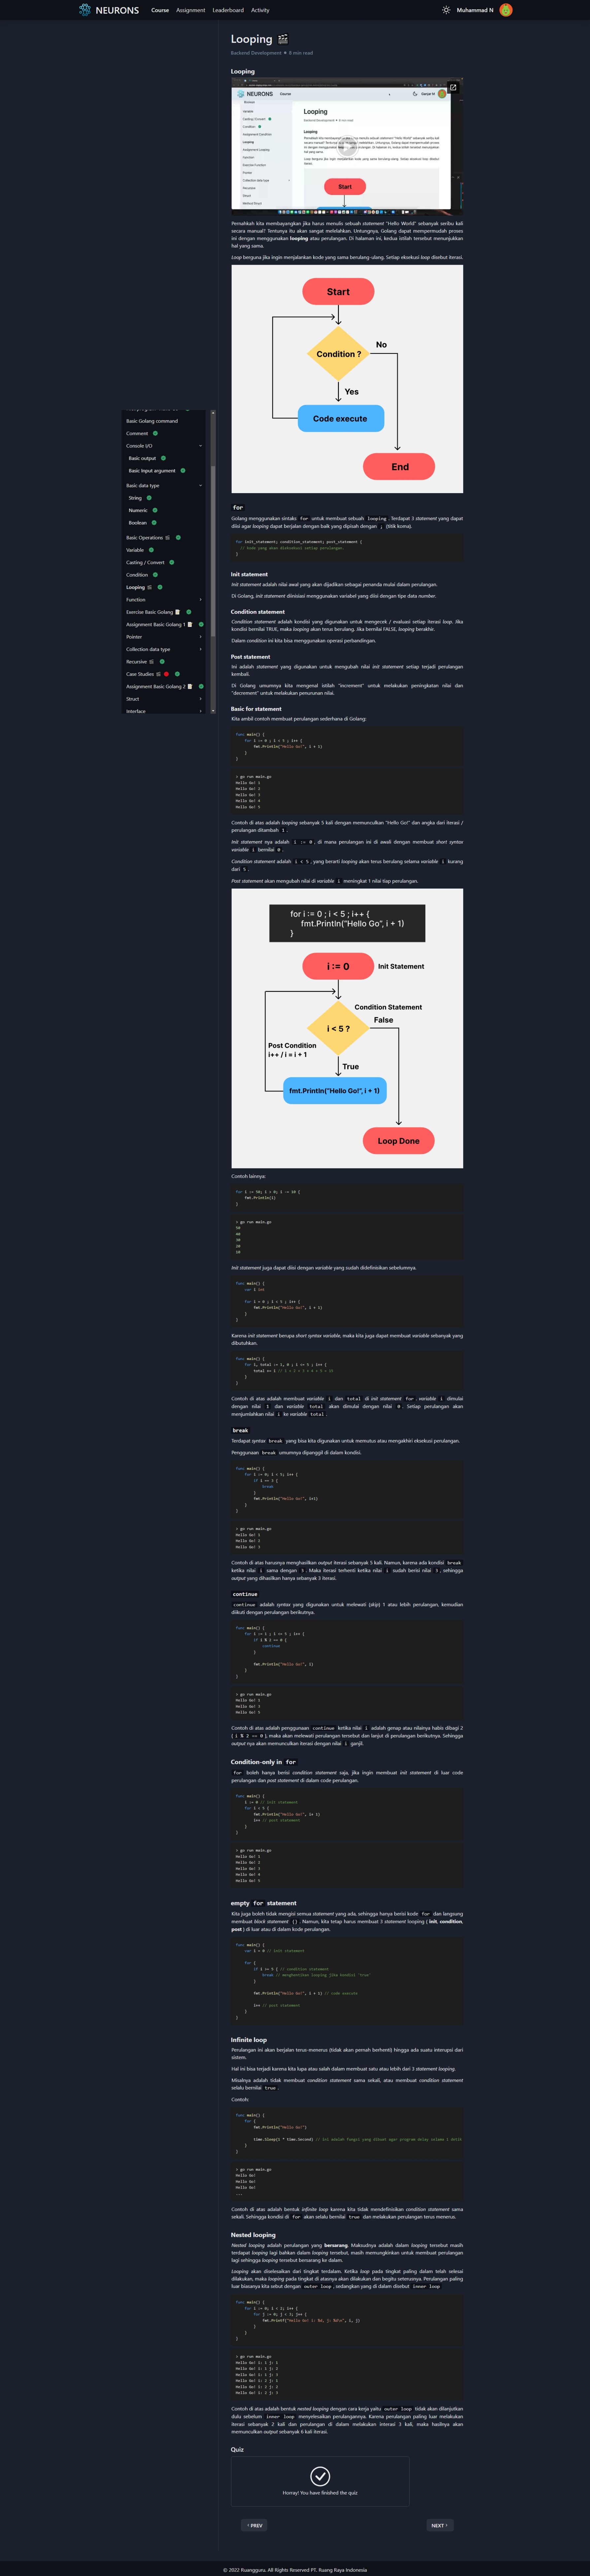 NEURONS
Course
Assignment
Leaderboard
Activity
Muhammad N
Basic Golang command
Comment
Console I/O
Basic output
Basic input argument
Basic data type
String
Numeric
Boolean
Basic Operations
Variable
Casting / Convert
Condition
Looping
Function
Exercise Basic Golang
Assignment Basic Golang 1
Pointer
Collection data type
Recursive
Case Studies
Assignment Basic Golang 2
Struct
Interface
Looping
Backend Development • 8 min read
Looping
NEURONS
Looping
Looping
Start
Pernahkah kita membayangkan jika harus menulis sebuah statement "Hello World" sebanyak seribu kali
secara manual? Tentunya itu akan sangat melelahkan. Untungnya, Golang dapat mempermudah proses
ini dengan menggunakan looping atau perulangan. Di halaman ini, kedua istilah tersebut menunjukkan
hal yang sama.
Loop berguna jika ingin menjalankan kode yang sama berulang-ulang. Setiap eksekusi loop disebut iterasi.
Start
Condition ?
No
Yes
Code execute
End
for
Golang menggunakan sintaks for untuk membuat sebuah looping. Terdapat 3 statement yang dapat
diisi agar looping dapat berjalan dengan baik yang dipisah dengan ; (titik koma).
for init_statement; condition_statement; post_statement {
// kode yang akan dieksekusi setiap perulangan.
}
Init statement
Init statement adalah nilai awal yang akan dijadikan sebagai penanda mulai dalam perulangan.
Di Golang, init statement diinisiasi menggunakan variabel yang diisi dengan tipe data number.
Condition statement
Condition statement adalah kondisi yang digunakan untuk mengecek / evaluasi setiap iterasi loop. Jika
kondisi bernilai TRUE, maka looping akan terus berulang. Jika bernilai FALSE, looping berakhir.
Dalam condition ini kita bisa menggunakan operasi perbandingan.
Post statement
Ini adalah statement yang digunakan untuk mengubah nilai init statement setiap terjadi perulangan
kembali.
Di Golang umumnya kita mengenal istilah "increment" untuk melakukan peningkatan nilai dan
"decrement" untuk melakukan penurunan nilai.
Basic for statement
Kita ambil contoh membuat perulangan sederhana di Golang:
func main() {
for i := 0 ; i < 5 ; i++ {
fmt.Println("Hello Go!", i + 1)
}
}
> go run main.go
Hello Go! 1
Hello Go! 2
Hello Go! 3
Hello Go! 4
Hello Go! 5
Contoh di atas adalah looping sebanyak 5 kali dengan memunculkan "Hello Go!" dan angka dari iterasi /
perulangan ditambah 1.
Init statement nya adalah i := 0, di mana perulangan ini di awali dengan membuat short syntax
variable i bernilai 0.
Condition statement adalah i < 5, yang berarti looping akan terus berulang selama variable i kurang
dari 5.
Post statement akan mengubah nilai di variable i meningkat 1 nilai tiap perulangan.
for i := 0 ; i < 5 ; i++ {
fmt.Println("Hello Go", i + 1)
}
i := 0
Init Statement
Condition Statement
False
i < 5 ?
Post Condition
i++ / i = i + 1
True
fmt.Println("Hello Go!", i + 1)
Loop Done
Contoh lainnya:
for i := 50; i > 0; i -= 10 {
fmt.Println(i)
}
> go run main.go
50
40
30
20
10
Init statement juga dapat diisi dengan variable yang sudah didefinisikan sebelumnya.
func main() {
var i int
for i = 0 ; i < 5 ; i++ {
fmt.Println("Hello Go!", i + 1)
}
}
Karena init statement berupa short syntax variable, maka kita juga dapat membuat variable sebanyak yang
dibutuhkan.
func main() {
for i, total := 1, 0 ; i <= 5 ; i++ {
total += i // 1 + 2 + 3 + 4 + 5 = 15
}
}
Contoh di atas adalah membuat variable i dan total di init statement for. variable i dimulai
dengan nilai 1 dan variable total akan dimulai dengan nilai 0. Setiap perulangan akan
menjumlahkan nilai i ke variable total.
break
Terdapat syntax break yang bisa kita digunakan untuk memutus atau mengakhiri eksekusi perulangan.
Penggunaan break umumnya dipanggil di dalam kondisi.
func main() {
for i := 0; i < 5; i++ {
if i == 3 {
break
}
fmt.Println("Hello Go!", i+1)
}
}
> go run main.go
Hello Go! 1
Hello Go! 2
Hello Go! 3
Contoh di atas harusnya menghasilkan output iterasi sebanyak 5 kali. Namun, karena ada kondisi break
ketika nilai i sama dengan 3. Maka iterasi terhenti ketika nilai i sudah berisi nilai 3, sehingga
output yang dihasilkan hanya sebanyak 3 iterasi.
continue
continue adalah syntax yang digunakan untuk melewati (skip) 1 atau lebih perulangan, kemudian
diikuti dengan perulangan berikutnya.
func main() {
for i := 1 ; i <= 5 ; i++ {
if i % 2 == 0 {
continue
}
fmt.Println("Hello Go!", i)
}
}
> go run main.go
Hello Go! 1
Hello Go! 3
Hello Go! 5
Contoh di atas adalah penggunaan continue ketika nilai i adalah genap atau nilainya habis dibagi 2
( i % 2 == 0 ), maka akan melewati perulangan tersebut dan lanjut di perulangan berikutnya. Sehingga
output nya akan memunculkan iterasi dengan nilai i ganjil.
Condition-only in for
for boleh hanya berisi condition statement saja, jika ingin membuat init statement di luar code
perulangan dan post statement di dalam code perulangan.
func main() {
i := 0 // init statement
for i < 5 {
fmt.Println("Hello Go!", i+ 1)
i++ // post statement
}
}
> go run main.go
Hello Go! 1
Hello Go! 2
Hello Go! 3
Hello Go! 4
Hello Go! 5
empty for statement
Kita juga boleh tidak mengisi semua statement yang ada, sehingga hanya berisi kode for dan langsung
membuat block statement {}. Namun, kita tetap harus membuat 3 statement looping ( init, condition,
post ) di luar atau di dalam kode perulangan.
func main() {
var i = 0 // init statement
for {
if i >= 5 { // condition statement
break // menghentikan looping jika kondisi 'true'
}
fmt.Println("Hello Go!", i + 1) // code execute
i++ // post statement
}
}
Infinite loop
Perulangan ini akan berjalan terus-menerus (tidak akan pernah berhenti) hingga ada suatu interupsi dari
sistem.
Hal ini bisa terjadi karena kita lupa atau salah dalam membuat satu atau lebih dari 3 statement looping.
Misalnya adalah tidak membuat condition statement sama sekali, atau membuat condition statement
selalu bernilai true.
Contoh:
func main() {
for {
fmt.Println("Hello Go!")
time.Sleep(1 * time.Second) // ini adalah fungsi yang dibuat agar program delay selama 1 detik
}
}
> go run main.go
Hello Go!
Hello Go!
Hello Go!
...
Contoh di atas adalah bentuk infinite loop karena kita tidak mendefinisikan condition statement sama
sekali. Sehingga kondisi di for akan selalu bernilai true dan melakukan perulangan terus menerus.
Nested looping
Nested looping adalah perulangan yang bersarang. Maksudnya adalah dalam looping tersebut masih
terdapat looping lagi bahkan dalam looping tersebut, masih memungkinkan untuk membuat perulangan
lagi sehingga looping tersebut bersarang ke dalam.
Looping akan diselesaikan dari tingkat terdalam. Ketika loop pada tingkat paling dalam telah selesai
dilakukan, maka looping pada tingkat di atasnya akan dilakukan dan begitu seterusnya. Perulangan paling
luar biasanya kita sebut dengan outer loop, sedangkan yang di dalam disebut inner loop
func main() {
for i := 0; i < 2; i++ {
for j := 0; j < 3; j++ {
fmt.Printf("Hello Go! i: %d, j: %d\n", i, j)
}
}
}
> go run main.go
Hello Go! i: 1 j: 1
Hello Go! i: 1 j: 2
Hello Go! i: 1 j: 3
Hello Go! i: 2 j: 1
Hello Go! i: 2 j: 2
Hello Go! i: 2 j: 3
Contoh di atas adalah bentuk nested looping dengan cara kerja yaitu outer loop tidak akan dilanjutkan
dulu sebelum inner loop menyelesaikan perulangannya. Karena perulangan paling luar melakukan
iterasi sebanyak 2 kali dan perulangan di dalam melakukan interasi 3 kali, maka hasilnya akan
memunculkan output sebanyak 6 kali iterasi.
Quiz
Horray! You have finished the quiz
‹ PREV
NEXT ›
© 2022 Ruangguru. All Rights Reserved PT. Ruang Raya Indonesia